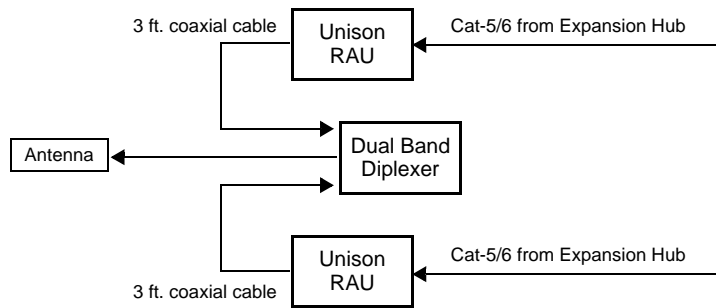 3 ft. coaxial cable
Unison
RAU
Cat-5/6 from Expansion Hub
Antenna
Dual Band
Diplexer
Unison
RAU
Cat-5/6 from Expansion Hub
3 ft. coaxial cable